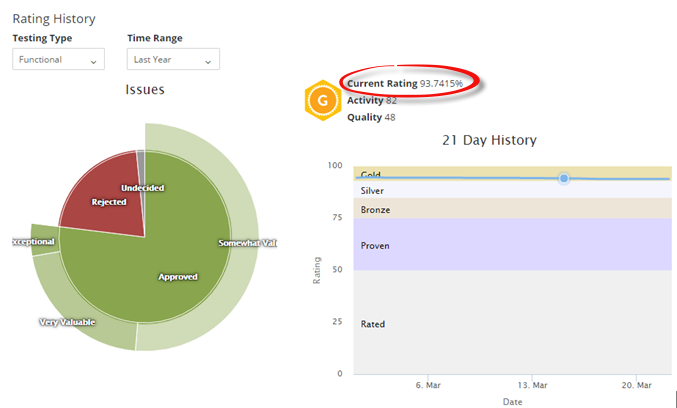 Rating History
Testing Type
Time Range
Functional
Last Year
Issues
Undecided
Rejected
xceptional
Somewhat Val
Approved
Very Valuable
G
Current Rating 93.7415%
Activity 82
Quality 48
21 Day History
100
75
50
25
0
Rating
Gold
Silver
Bronze
Proven
Rated
6. Mar
13. Mar
20. Mar
Date